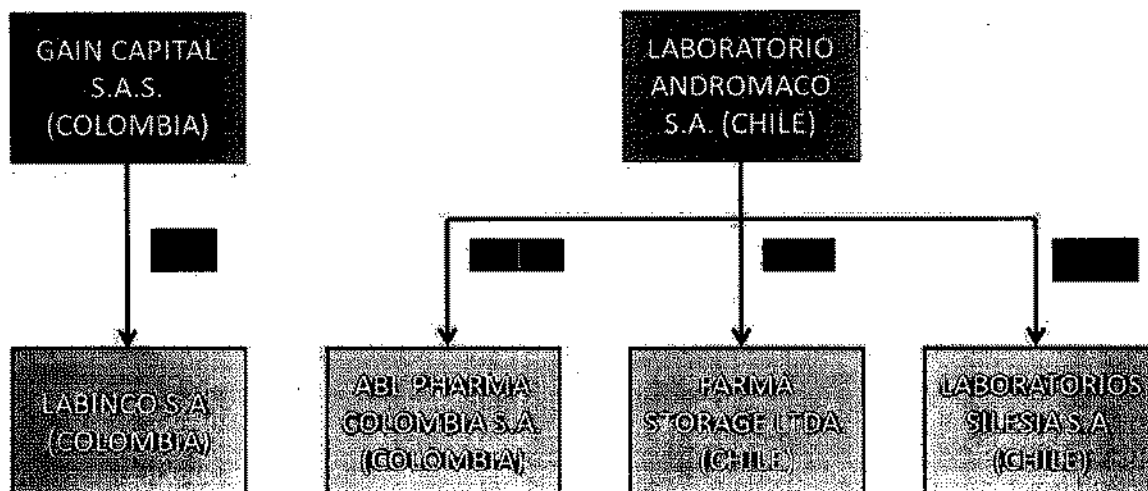 GAIN CAPITAL
S.A.S.
(COLOMBIA)
LABORATORIO
ANDROMACO
S.A. (CHILE)
LABINCO S.A
(COLOMBIA)
ABL PHARMA
COLOMBIA S.A.
(COLOMBIA)
FARMA
STORAGE LTDA
(CHILE)
LABORATORIOS
SILESIA S.A
(CHILE)